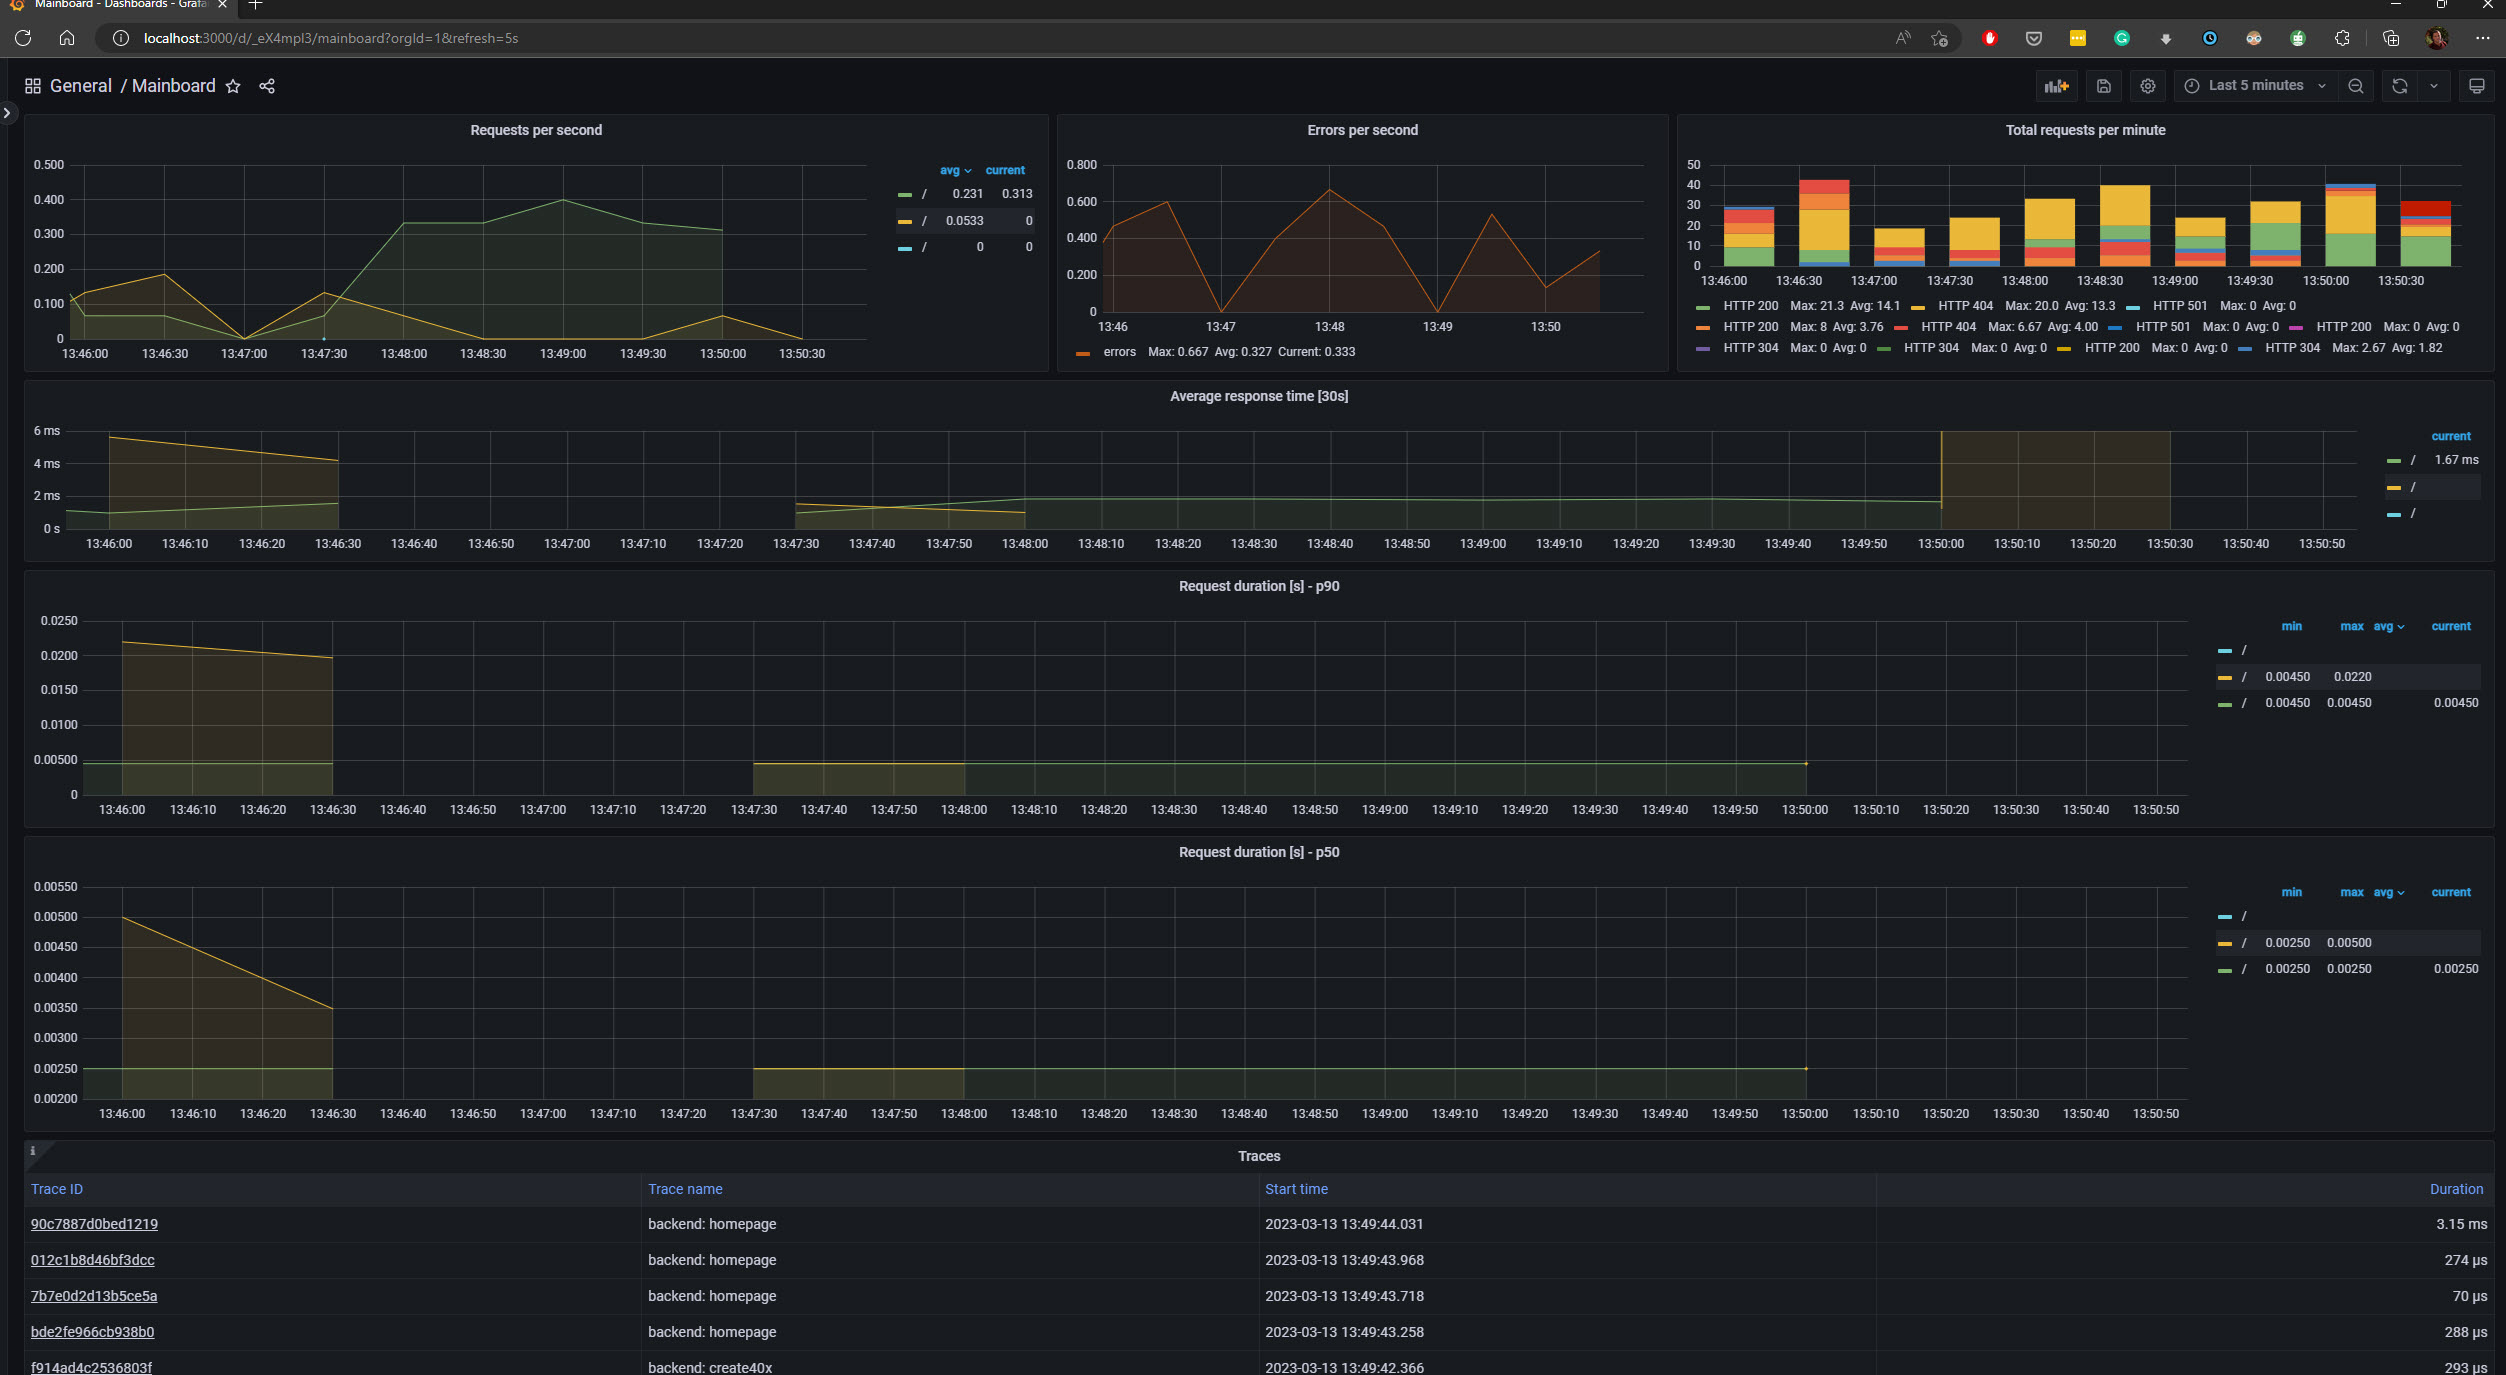 Mainboard - Dashboards - Grafa
localhost:3000/d/_eX4mpl3/mainboard?orgId=1&refresh=5s
General / Mainboard
Last 5 minutes
Requests per second
0.500
0.400
0.300
0.200
0.100
0
13:46:00 13:46:30 13:47:00 13:47:30 13:48:00 13:48:30 13:49:00 13:49:30 13:50:00 13:50:30
avg current
/ 0.231 0.313
/ 0.0533 0
/ 0 0
Errors per second
0.800
0.600
0.400
0.200
0
13:46 13:47 13:48 13:49 13:50
errors Max: 0.667 Avg: 0.327 Current: 0.333
Total requests per minute
50
40
30
20
10
0
13:46:00 13:46:30 13:47:00 13:47:30 13:48:00 13:48:30 13:49:00 13:49:30 13:50:00 13:50:30
HTTP 200 Max: 21.3 Avg: 14.1 HTTP 404 Max: 20.0 Avg: 13.3 HTTP 501 Max: 0 Avg: 0
HTTP 200 Max: 8 Avg: 3.76 HTTP 404 Max: 6.67 Avg: 4.00 HTTP 501 Max: 0 Avg: 0 HTTP 200 Max: 0 Avg: 0
HTTP 304 Max: 0 Avg: 0 HTTP 304 Max: 0 Avg: 0 HTTP 200 Max: 0 Avg: 0 HTTP 304 Max: 2.67 Avg: 1.82
Average response time [30s]
6 ms
4 ms
2 ms
0 s
13:46:00 13:46:10 13:46:20 13:46:30 13:46:40 13:46:50 13:47:00 13:47:10 13:47:20 13:47:30 13:47:40 13:47:50 13:48:00 13:48:10 13:48:20 13:48:30 13:48:40 13:48:50 13:49:00 13:49:10 13:49:20 13:49:30 13:49:40 13:49:50 13:50:00 13:50:10 13:50:20 13:50:30 13:50:40 13:50:50
current
/ 1.67 ms
/
/
Request duration [s] - p90
0.0250
0.0200
0.0150
0.0100
0.00500
0
13:46:00 13:46:10 13:46:20 13:46:30 13:46:40 13:46:50 13:47:00 13:47:10 13:47:20 13:47:30 13:47:40 13:47:50 13:48:00 13:48:10 13:48:20 13:48:30 13:48:40 13:48:50 13:49:00 13:49:10 13:49:20 13:49:30 13:49:40 13:49:50 13:50:00 13:50:10 13:50:20 13:50:30 13:50:40 13:50:50
min max avg current
/
/ 0.00450 0.0220
/ 0.00450 0.00450 0.00450
Request duration [s] - p50
0.00550
0.00500
0.00450
0.00400
0.00350
0.00300
0.00250
0.00200
13:46:00 13:46:10 13:46:20 13:46:30 13:46:40 13:46:50 13:47:00 13:47:10 13:47:20 13:47:30 13:47:40 13:47:50 13:48:00 13:48:10 13:48:20 13:48:30 13:48:40 13:48:50 13:49:00 13:49:10 13:49:20 13:49:30 13:49:40 13:49:50 13:50:00 13:50:10 13:50:20 13:50:30 13:50:40 13:50:50
min max avg current
/
/ 0.00250 0.00500
/ 0.00250 0.00250 0.00250
Traces
Trace ID Trace name Start time Duration
90c7887d0bed1219 backend: homepage 2023-03-13 13:49:44.031 3.15 ms
012c1b8d46bf3dcc backend: homepage 2023-03-13 13:49:43.968 274 µs
7b7e0d2d13b5ce5a backend: homepage 2023-03-13 13:49:43.718 70 µs
bde2fe966cb938b0 backend: homepage 2023-03-13 13:49:43.258 288 µs
f914ad4c2536803f backend: create40x 2023-03-13 13:49:42.366 293 µs